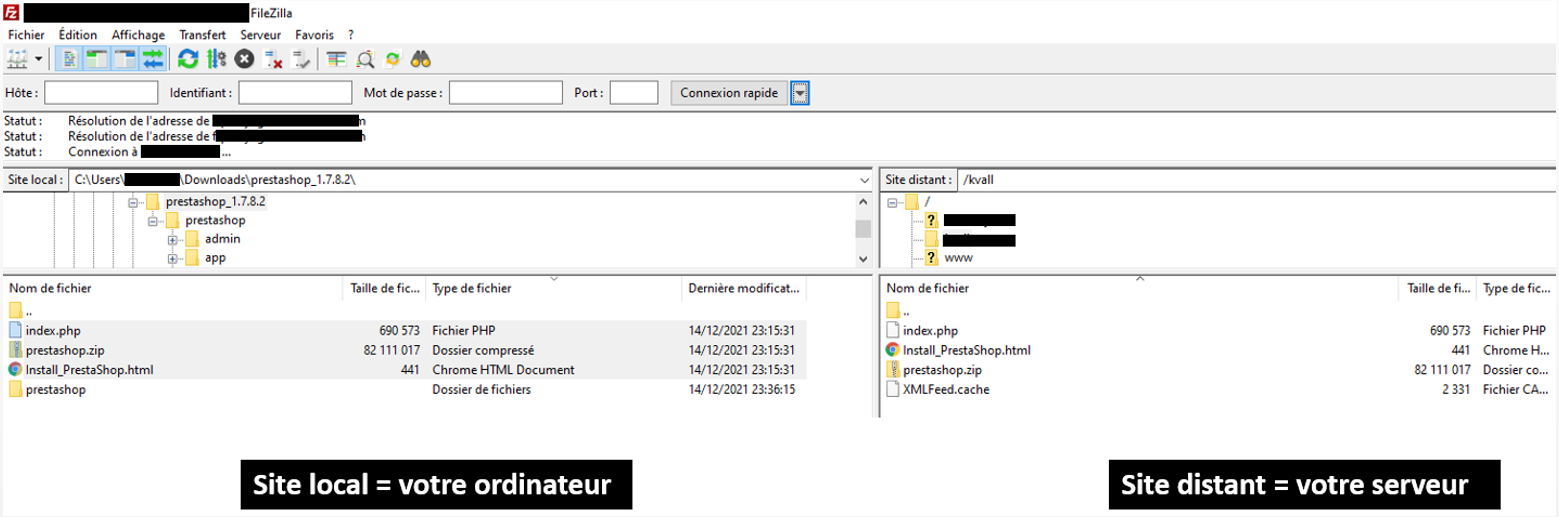 FileZilla
Fichier Édition Affichage Transfert Serveur Favoris ?
Hôte : Identifiant : Mot de passe : Port : Connexion rapide
Statut : Résolution de l'adresse de
Statut : Résolution de l'adresse de
Statut : Connexion à ...
Site local : C:\Users\ \Downloads\prestashop_1.7.8.2\ Site distant : /kvall
prestashop_1.7.8.2 /
prestashop ?
admin
app ? www
Nom de fichier Taille de fic... Type de fichier Dernière modificat... Nom de fichier Taille de fi... Type de fic...
.. ..
index.php 690 573 Fichier PHP 14/12/2021 23:15:31 index.php 690 573 Fichier PHP
prestashop.zip 82 111 017 Dossier compressé 14/12/2021 23:15:31 Install_PrestaShop.html 441 Chrome H...
Install_PrestaShop.html 441 Chrome HTML Document 14/12/2021 23:15:31 prestashop.zip 82 111 017 Dossier co...
prestashop Dossier de fichiers 14/12/2021 23:36:15 XMLFeed.cache 2 331 Fichier CA...
Site local = votre ordinateur Site distant = votre serveur